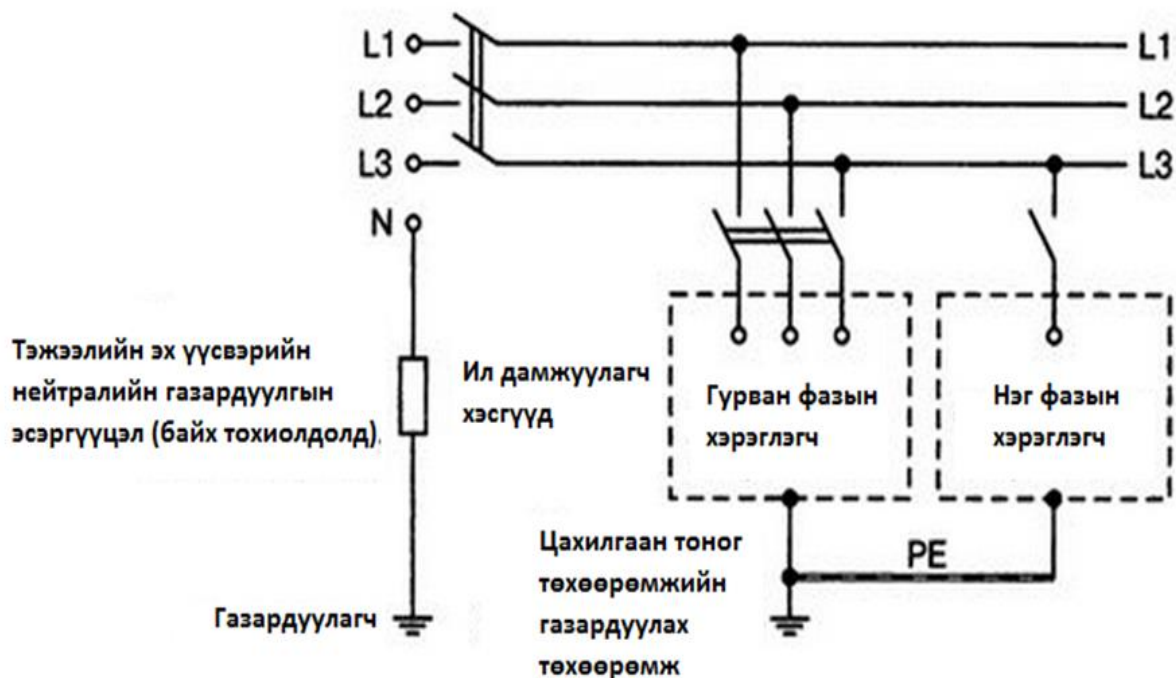 L1
L1
L2
L2
L3
L3
N
Тэжээлийн эх үүсвэрийн
нейтралийн газардуулгын
эсэргүүцэл (байх тохиолдолд),
Ил дамжуулагч
хэсгүүд
Гурван фазын
хэрэглэгч
Нэг фазын
хэрэглэгч
Цахилгаан тоног
төхөөрөмжийн
газардуулах
төхөөрөмж
PE
Газардуулагч